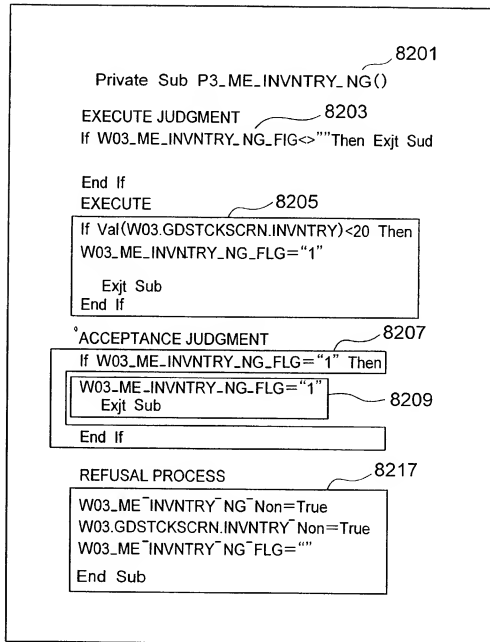 8201
Private Sub P3_ME_INVNTRY_NG()
EXECUTE JUDGMENT
8203
If W03_ME_INVNTRY_NG_FIG<>""Then Exjt Sud
End If
EXECUTE
8205
If Val(W03.GDSTCKSCRN.INVNTRY)<20 Then
W03_ME_INVNTRY_NG_FLG="1"
Exjt Sub
End If
ACCEPTANCE JUDGMENT
8207
If W03_ME_INVNTRY_NG_FLG="1" Then
W03_ME_INVNTRY_NG_FLG="1"
Exjt Sub
8209
End If
REFUSAL PROCESS
8217
W03_ME¯INVNTRY¯NG¯Non=True
W03.GDSTCKSCRN.INVNTRY¯Non=True
W03_ME¯INVNTRY¯NG¯FLG=""
End Sub